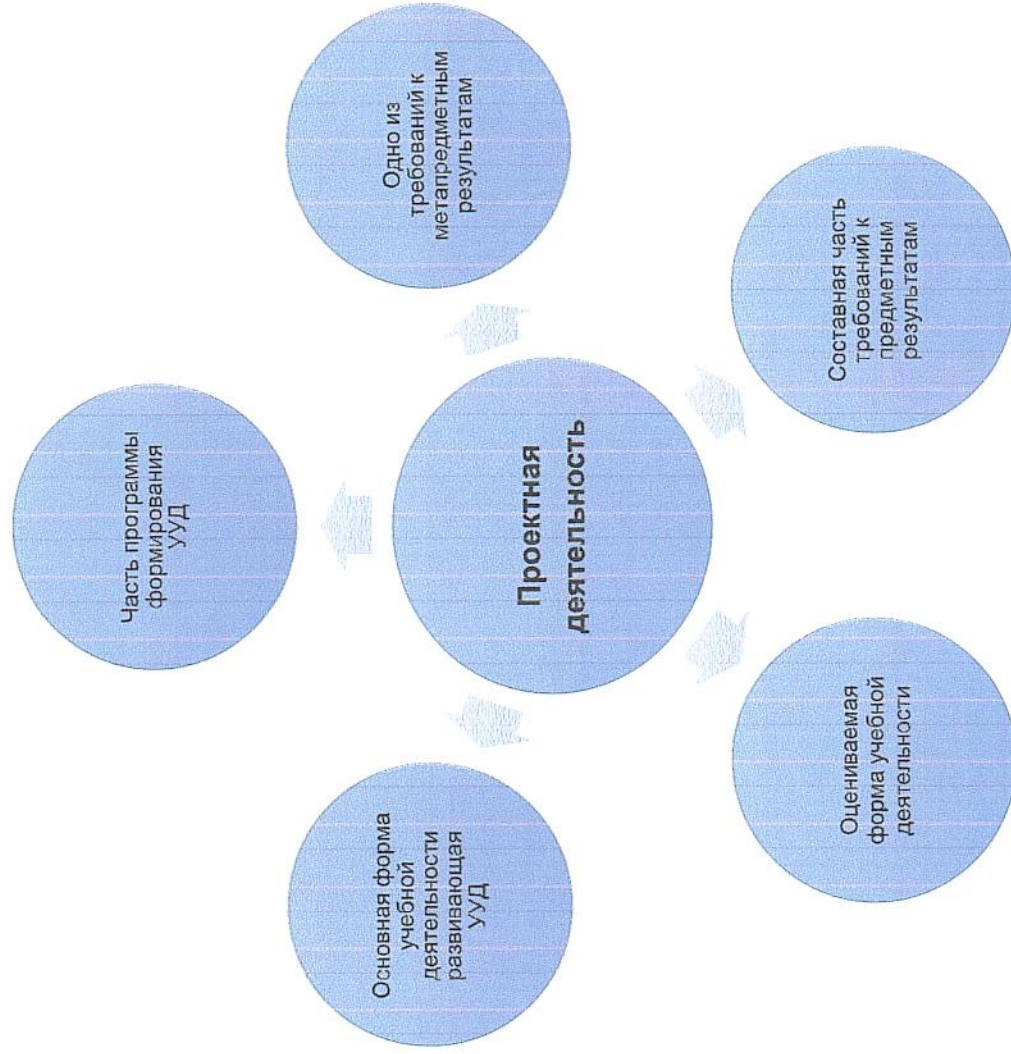 Часть программы
формирования
УУД
Одно из
требований к
метапредметным
результатам
Составная часть
требований к
предметным
результатам
Оцениваемая
форма учебной
деятельности
Основная форма
учебной
деятельности
развивающая
УУД
Проектная
деятельность